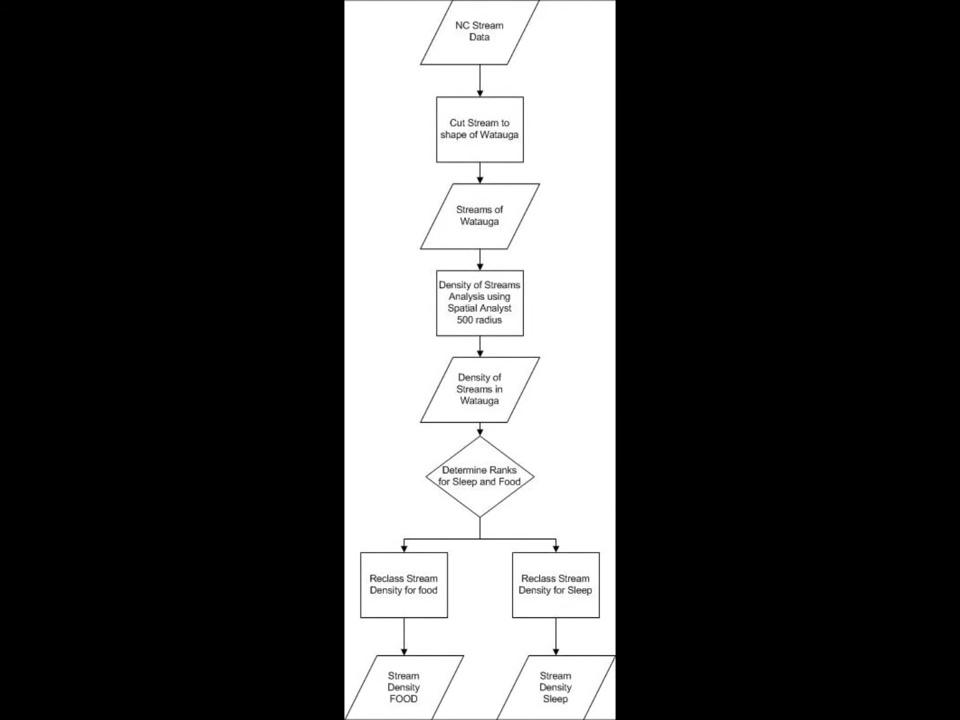 NC Stream
Data
Cut Stream to
shape of Watauga
Streams of
Watauga
Density of Streams
Analysis using
Spatial Analyst
500 radius
Density of
Streams in
Watauga
Determine Ranks
for Sleep and Food
Reclass Stream
Density for food
Reclass Stream
Density for Sleep
Stream
Density
FOOD
Stream
Density
Sleep